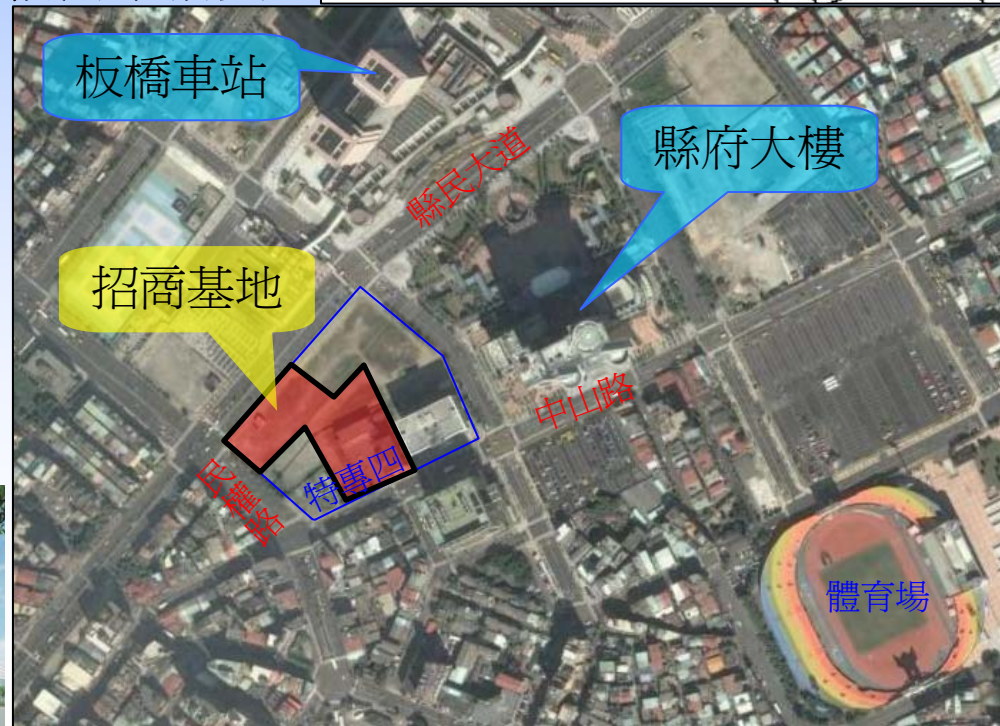 板橋車站
縣府大樓
縣民大道
招商基地
中山路
特專四
民權路
體育場